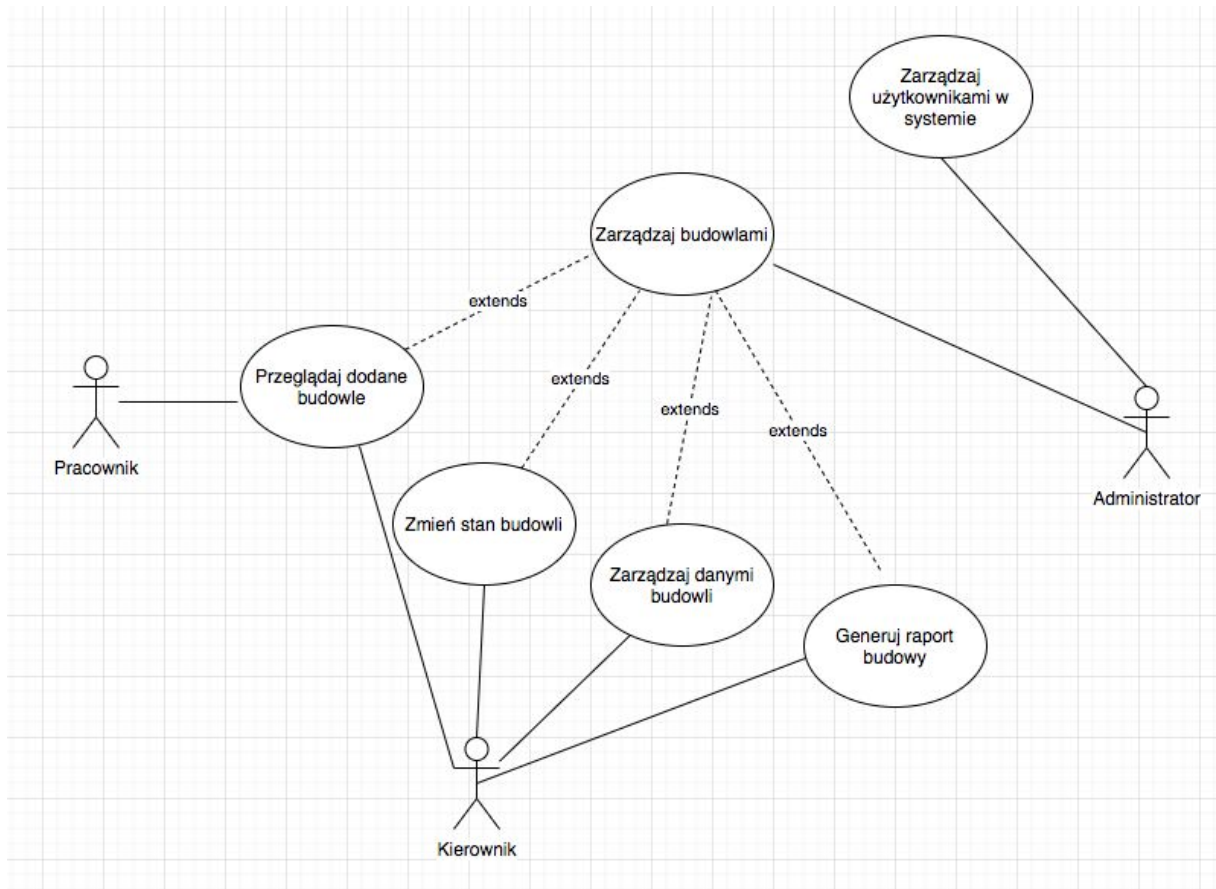 Zarządzaj
użytkownikami w
systemie
Zarządzaj budowlami
extends
Przeglądaj dodane
budowle
extends
extends
extends
Pracownik
Administrator
Zmień stan budowli
Zarządzaj danymi
budowli
Generuj raport
budowy
Kierownik